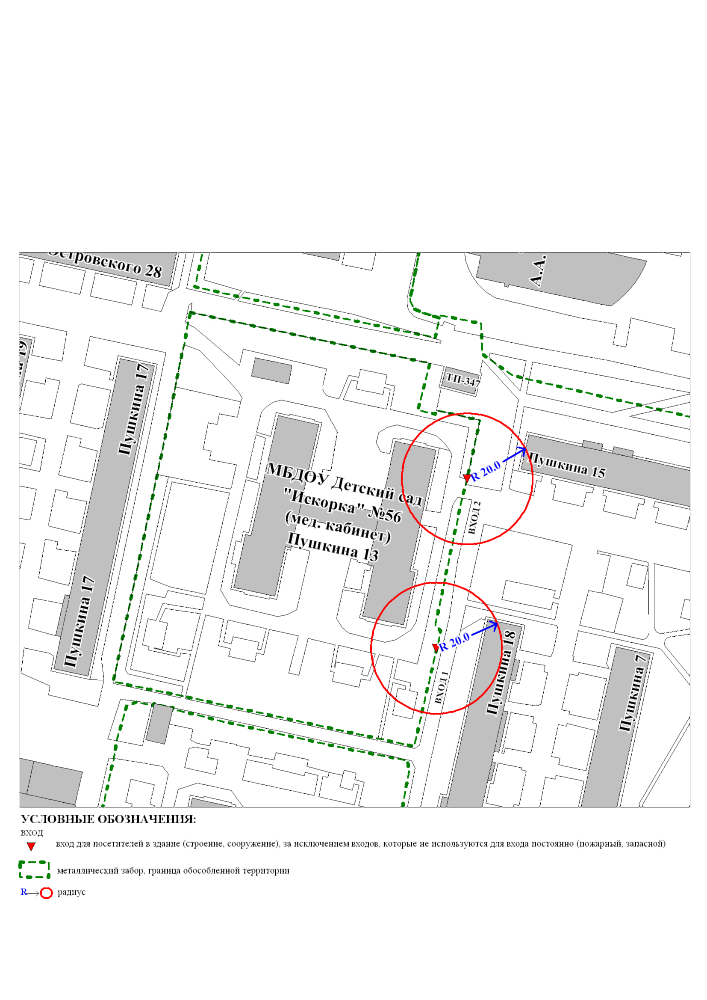 Островского 28
А.А.
19
Пушкина 17
ТП-347
Пушкина 15
R 20.0
МБДОУ Детский сад
"Искорка" №56
(мед. кабинет)
Пушкина 13
ВХОД 2
Пушкина 17
R 20.0
Пушкина 18
ВХОД 1
Пушкина 7
УСЛОВНЫЕ ОБОЗНАЧЕНИЯ:
ВХОД
вход для посетителей в здание (строение, сооружение), за исключением входов, которые не используются для входа постоянно (пожарный, запасной)
металлический забор, граница обособленной территории
R
радиус